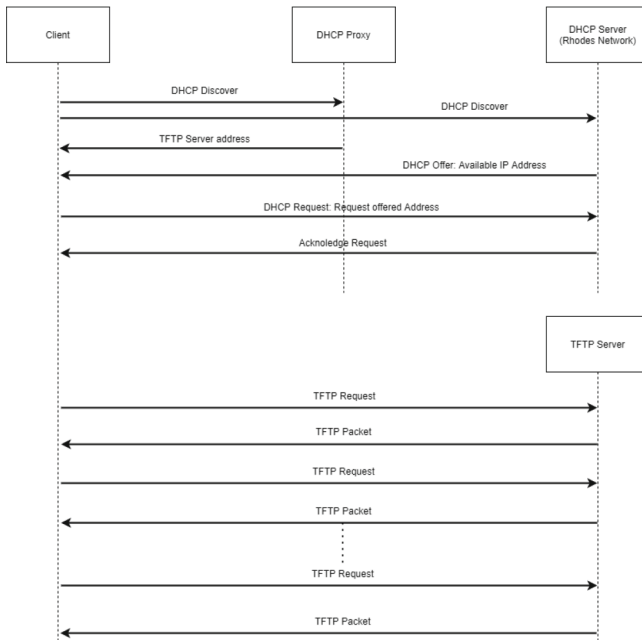 Client
DHCP Proxy
DHCP Server
(Rhodes Network)
DHCP Discover
DHCP Discover
TFTP Server address
DHCP Offer: Available IP Address
DHCP Request: Request offered Address
Acknoledge Request
TFTP Server
TFTP Request
TFTP Packet
TFTP Request
TFTP Packet
TFTP Request
TFTP Packet